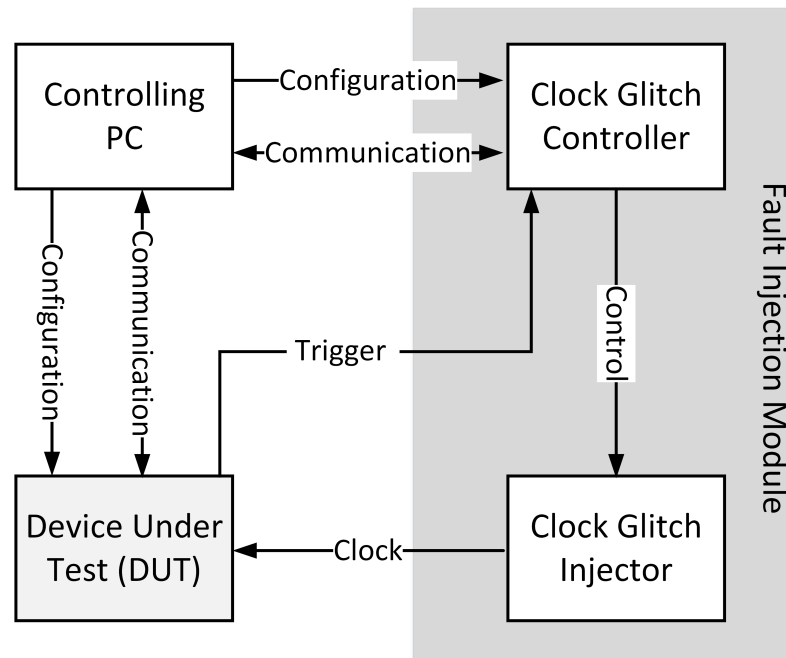 Controlling
PC
Configuration
Communication
Clock Glitch
Controller
Configuration
Communication
Trigger
Control
Fault Injection Module
Device Under
Test (DUT)
Clock
Clock Glitch
Injector